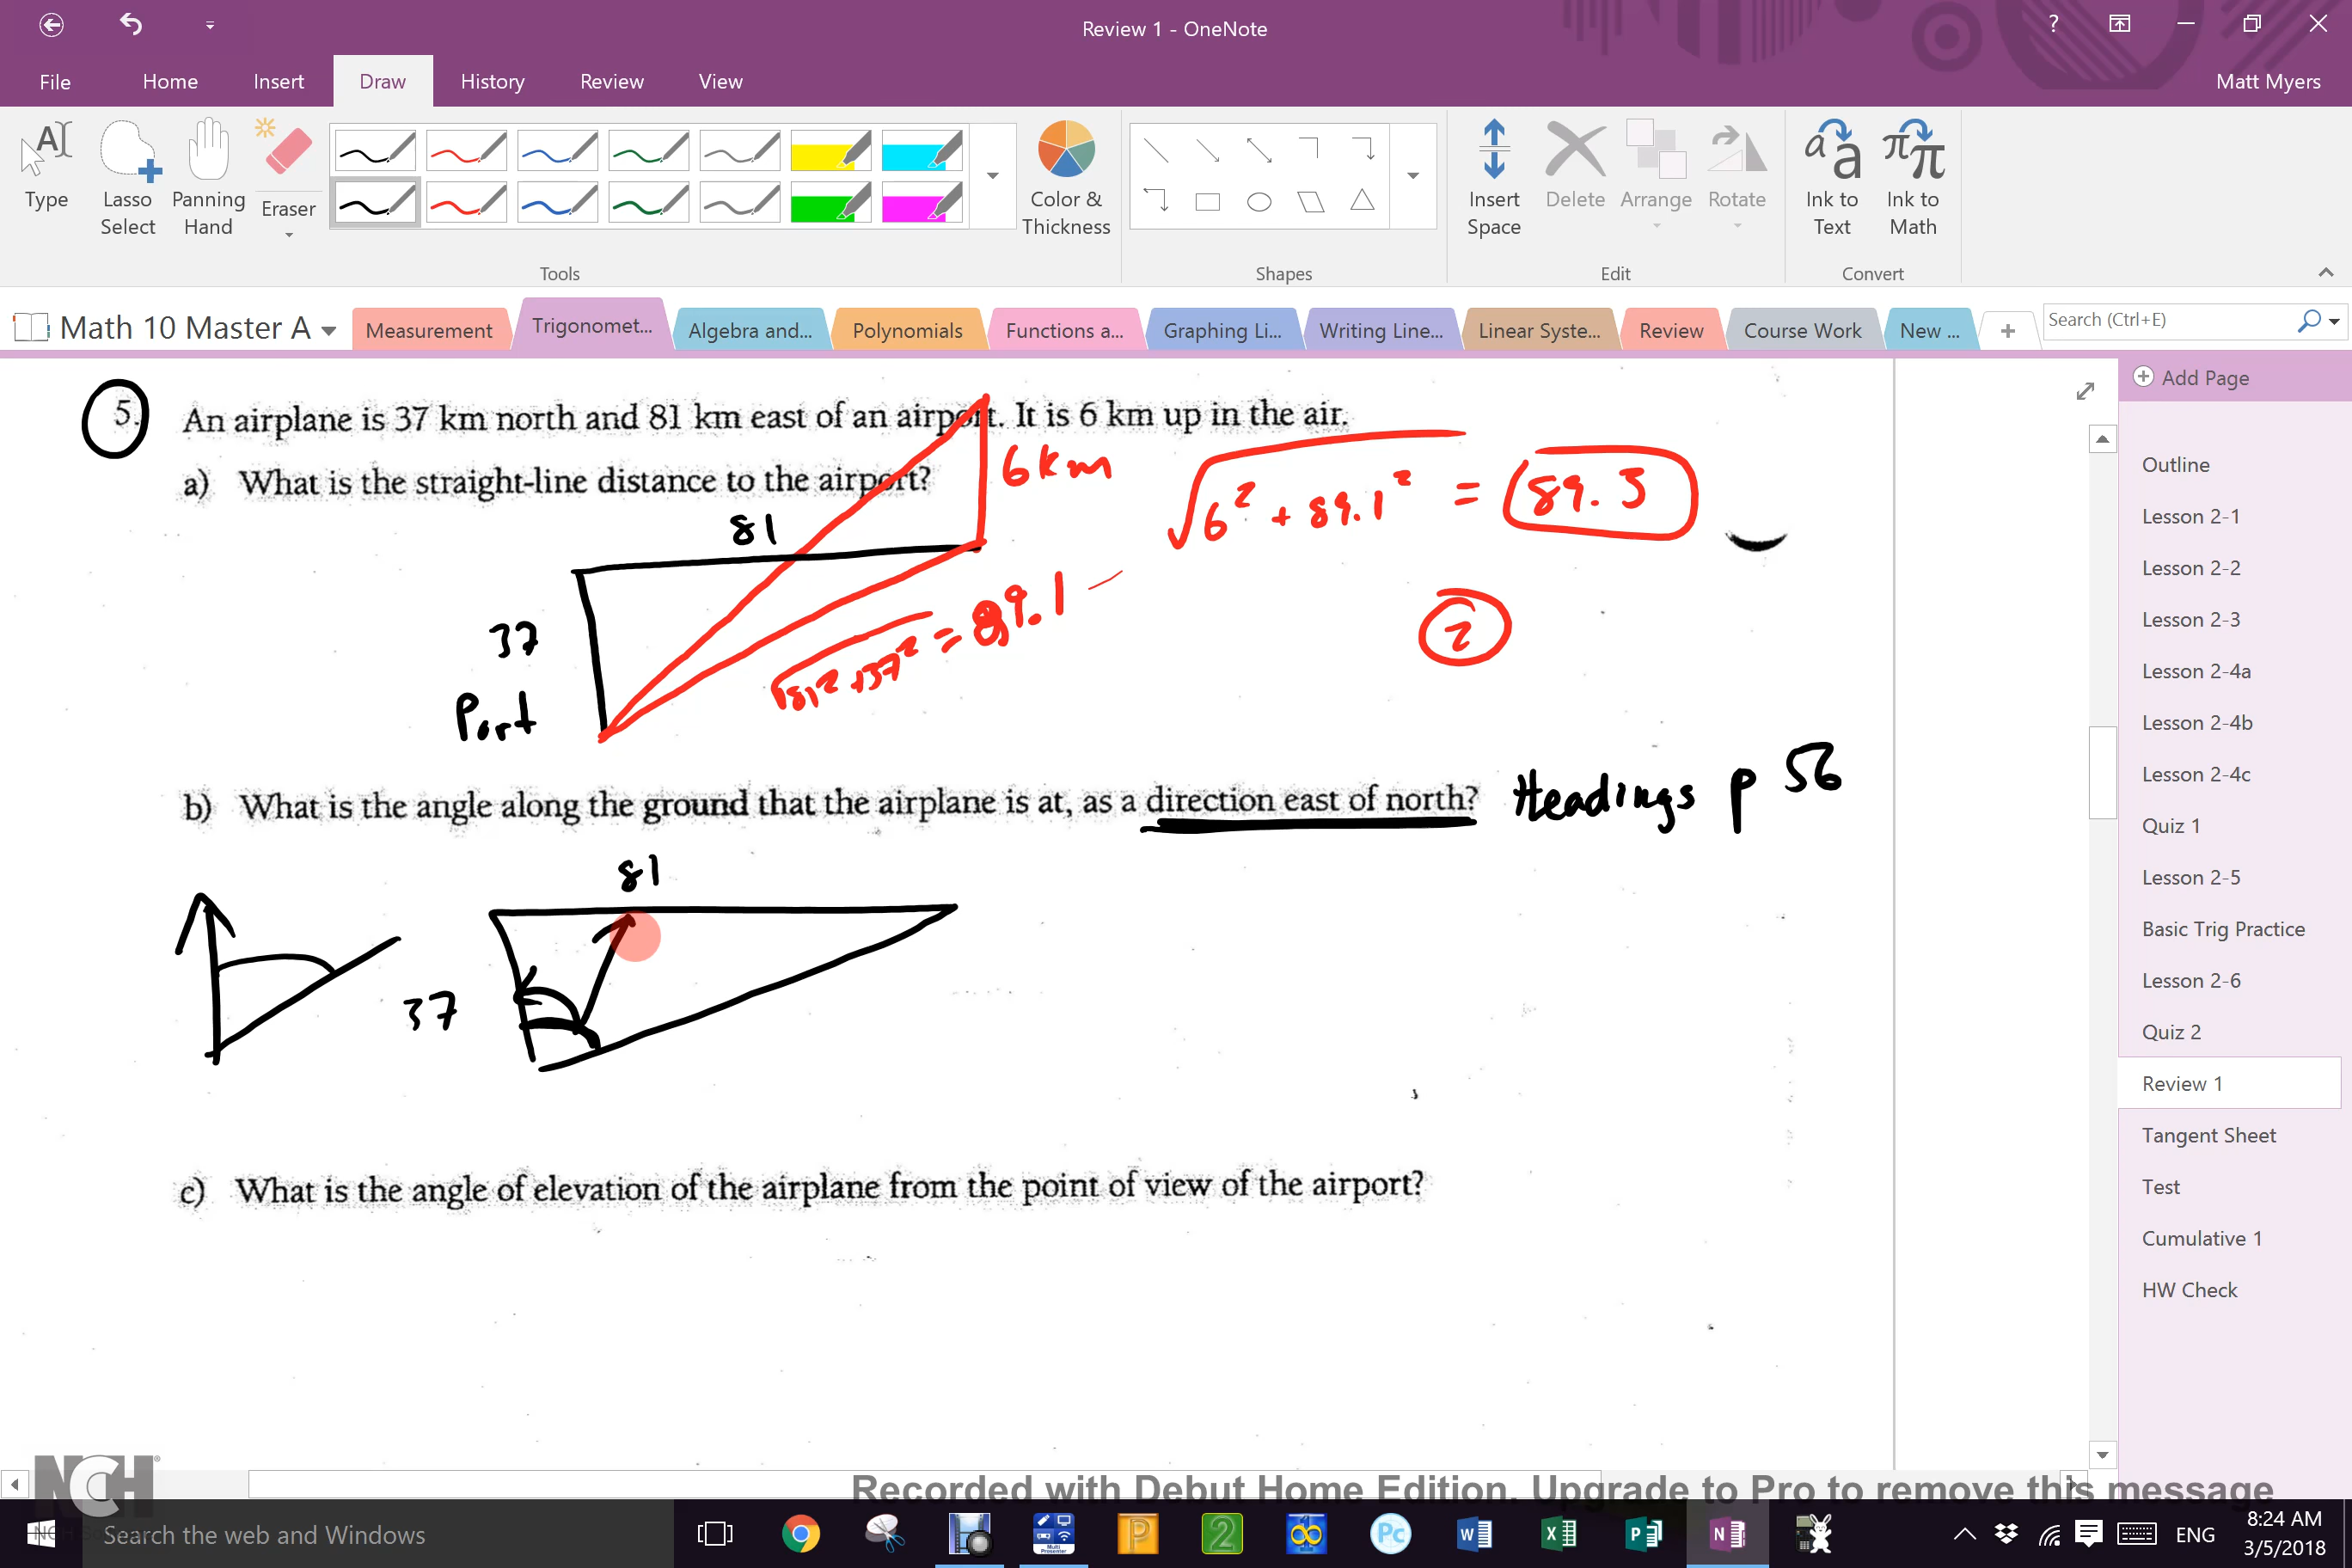 Review 1 - OneNote
?
File
Home
Insert
Draw
History
Review
View
Matt Myers
Type
Lasso Select
Panning Hand
Eraser
Color & Thickness
Insert Space
Delete
Arrange
Rotate
Ink to Text
Ink to Math
Tools
Shapes
Edit
Convert
Math 10 Master A
Measurement
Trigonomet...
Algebra and...
Polynomials
Functions a...
Graphing Li...
Writing Line...
Linear Syste...
Review
Course Work
New ...
+
Search (Ctrl+E)
5. An airplane is 37 km north and 81 km east of an airport. It is 6 km up in the air.
a) What is the straight-line distance to the airport?
6km
√6² + 89.1² = 89.3
81
37
√81² + 37² = 89.1
2
Port
b) What is the angle along the ground that the airplane is at, as a direction east of north?
Headings p 56
81
37
c) What is the angle of elevation of the airplane from the point of view of the airport?
Add Page
Outline
Lesson 2-1
Lesson 2-2
Lesson 2-3
Lesson 2-4a
Lesson 2-4b
Lesson 2-4c
Quiz 1
Lesson 2-5
Basic Trig Practice
Lesson 2-6
Quiz 2
Review 1
Tangent Sheet
Test
Cumulative 1
HW Check
NCH
Recorded with Debut Home Edition. Upgrade to Pro to remove this message
Search the web and Windows
ENG
8:24 AM
3/5/2018